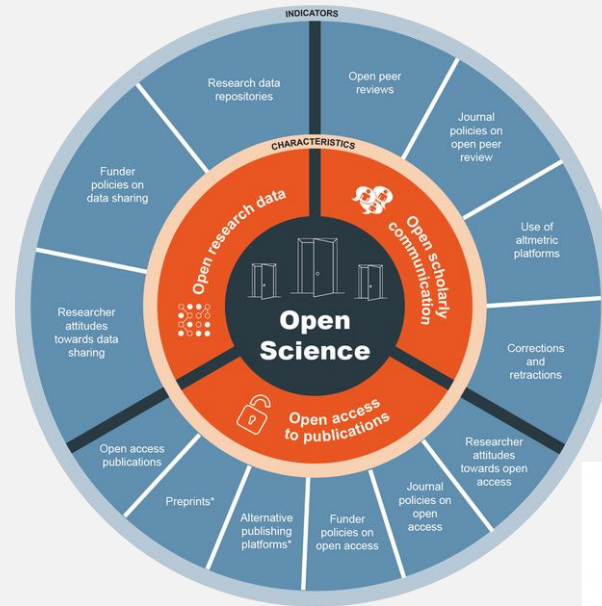 INDICATORS
Research data
repositories
Open peer
reviews
Journal
policies on
open peer
review
Use of
altmetric
platforms
Corrections
and
retractions
Researcher
attitudes
towards open
access
Journal
policies on
open
access
Funder
policies on
open access
Alternative
publishing
platforms*
Preprints*
Open access
publications
Researcher
attitudes
towards data
sharing
Funder
policies on
data sharing
CHARACTERISTICS
Open research data
Open scholarly
communication
Open access
to publications
Open
Science